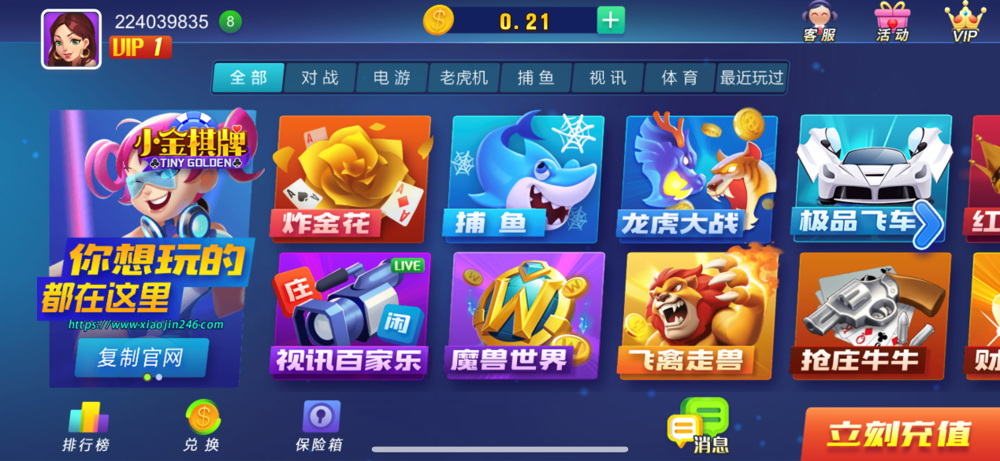 224039835
8
VIP 1
0.21
客服
活动
VIP
全部
对战
电游
老虎机
捕鱼
视讯
体育
最近玩过
小金棋牌
TINY GOLDEN
你想玩的
都在这里
https://www.xiaojin246.com
复制官网
A
A
A
A
炸金花
捕鱼
龙虎大战
极品飞车
红
庄
LIVE
闲
视讯百家乐
W
W
W
W
魔兽世界
飞禽走兽
抢庄牛牛
财
排行榜
兑换
保险箱
消息
立刻充值